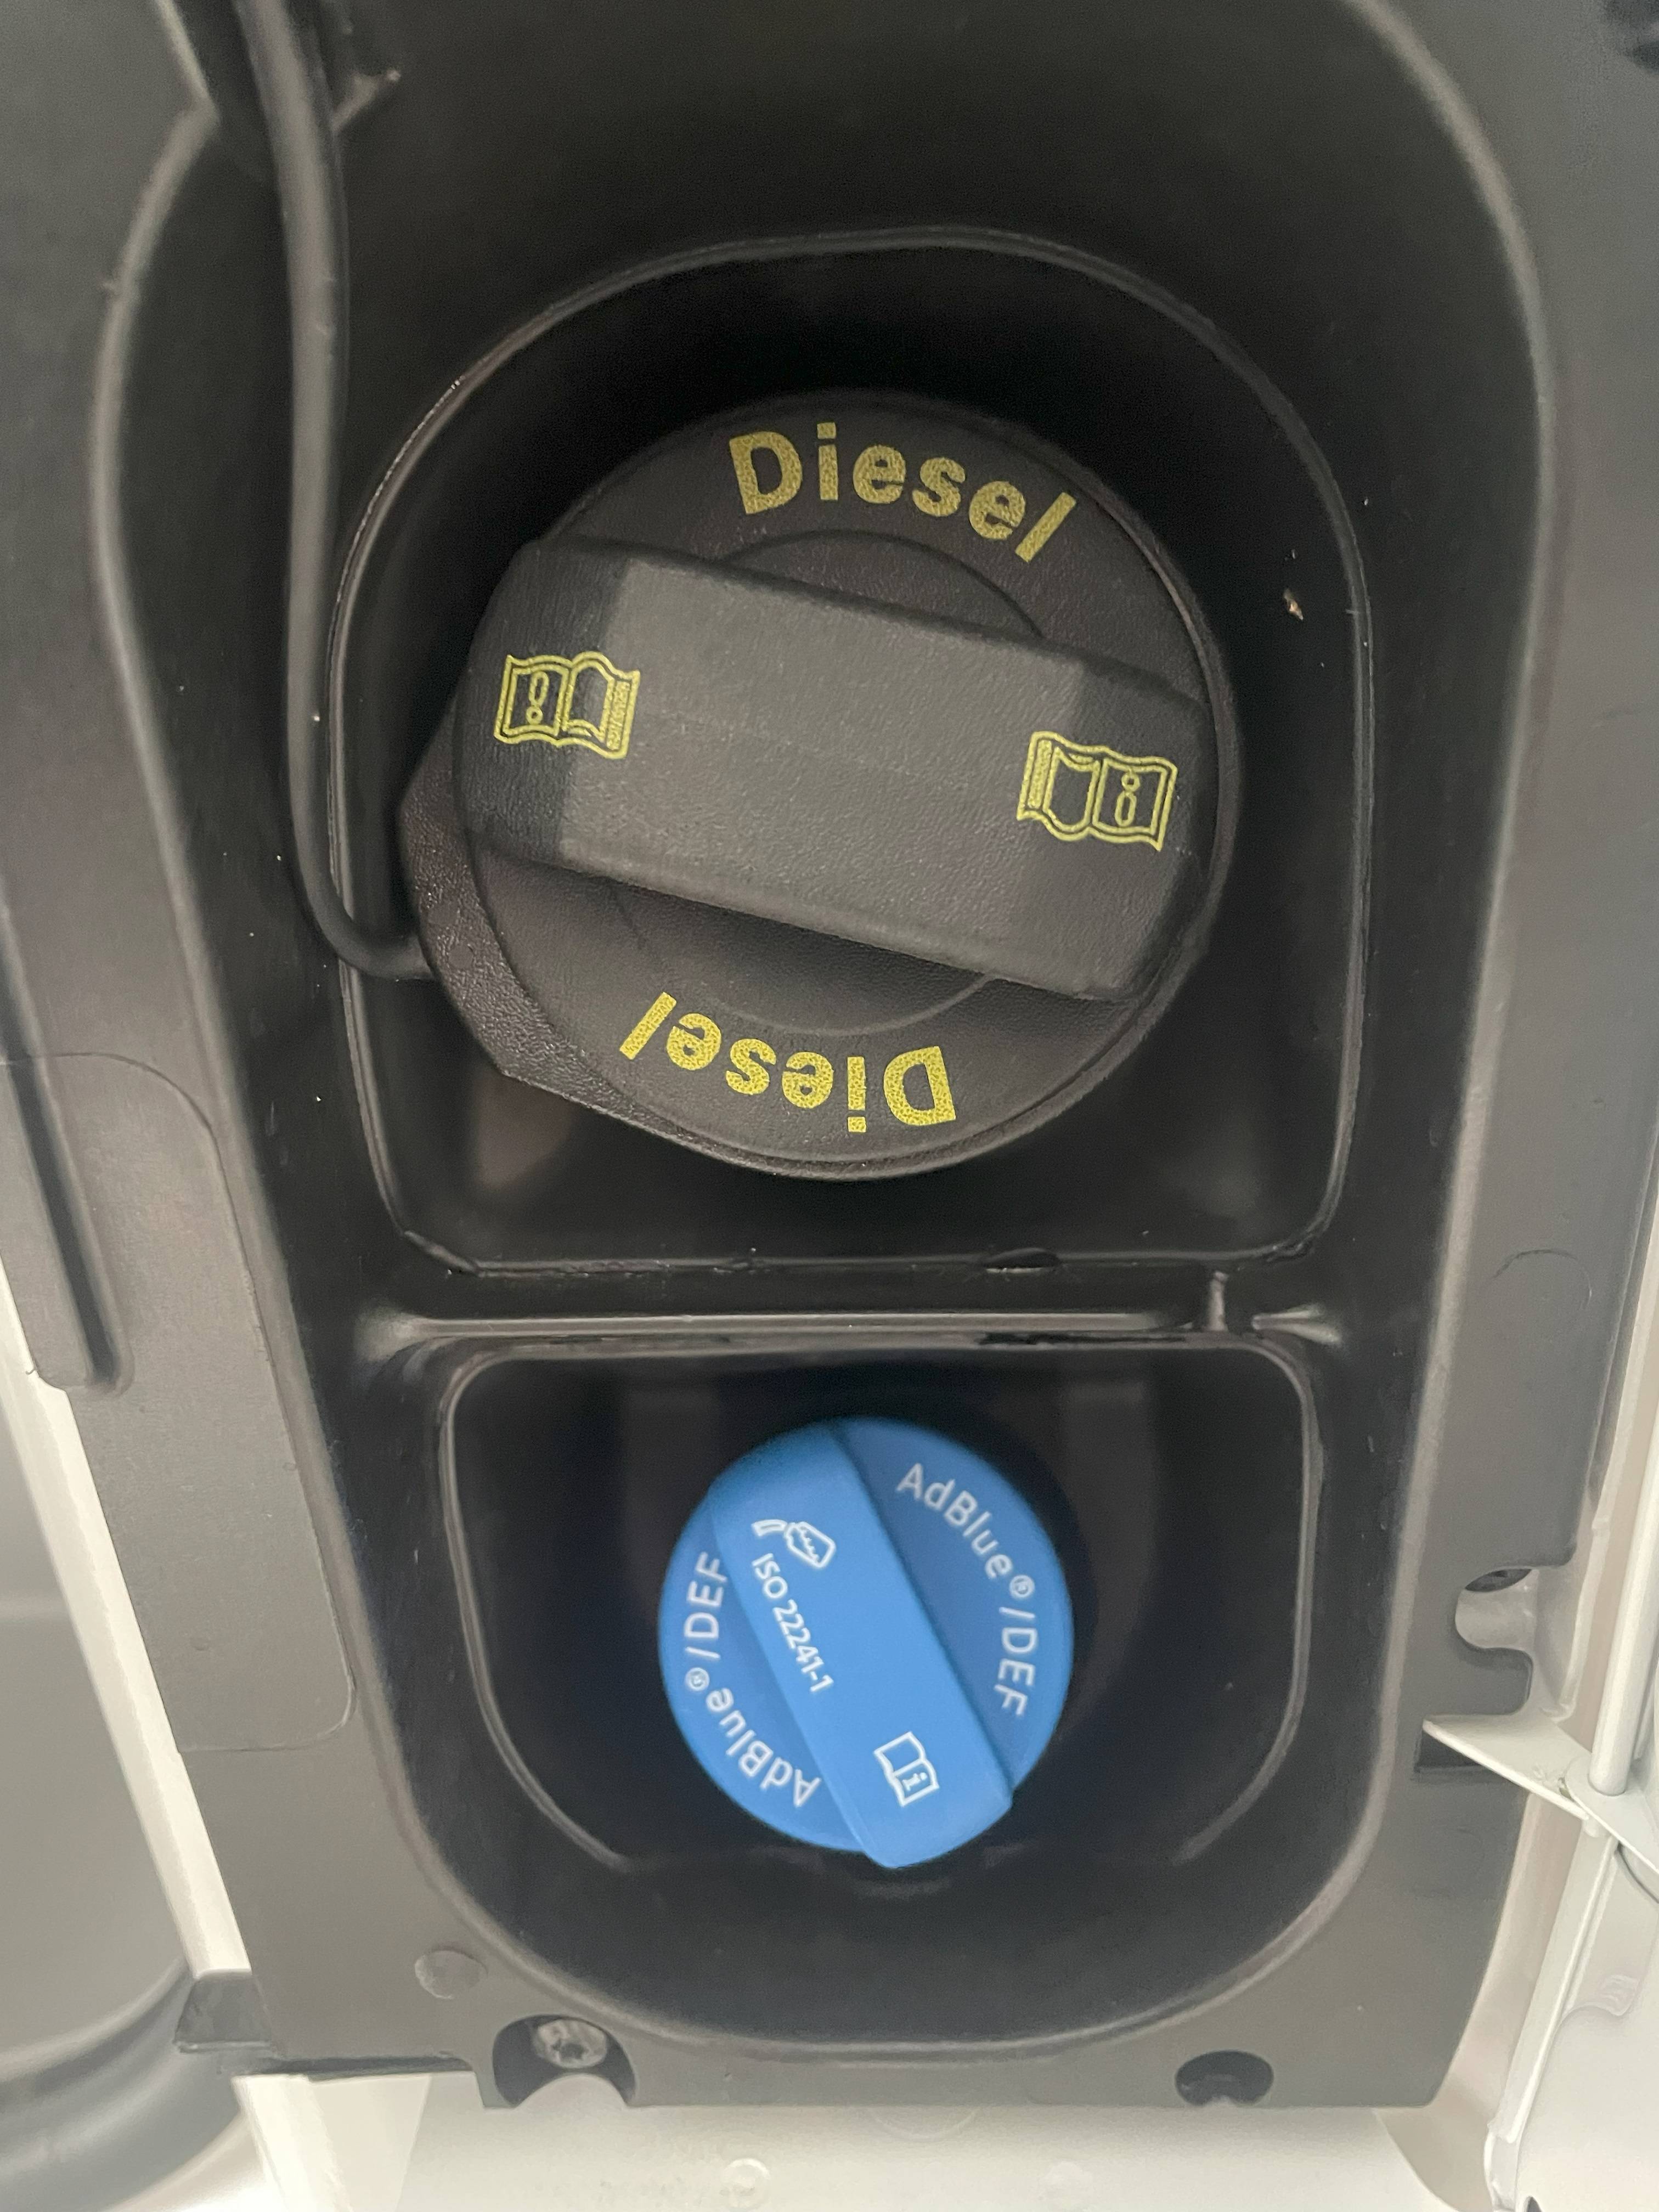 Diesel
Diesel
AdBlue®/DEF
ISO 22241-1
AdBlue®/DEF